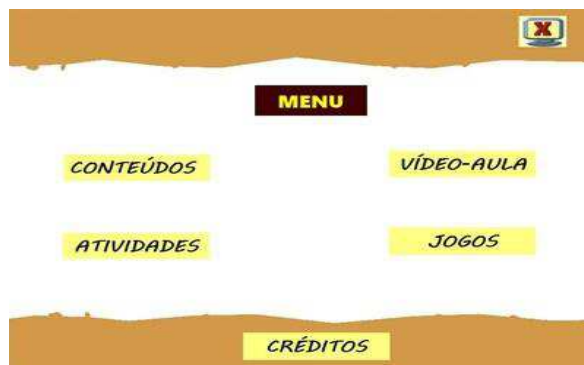 X
MENU
CONTEÚDOS
VÍDEO-AULA
ATIVIDADES
JOGOS
CRÉDITOS